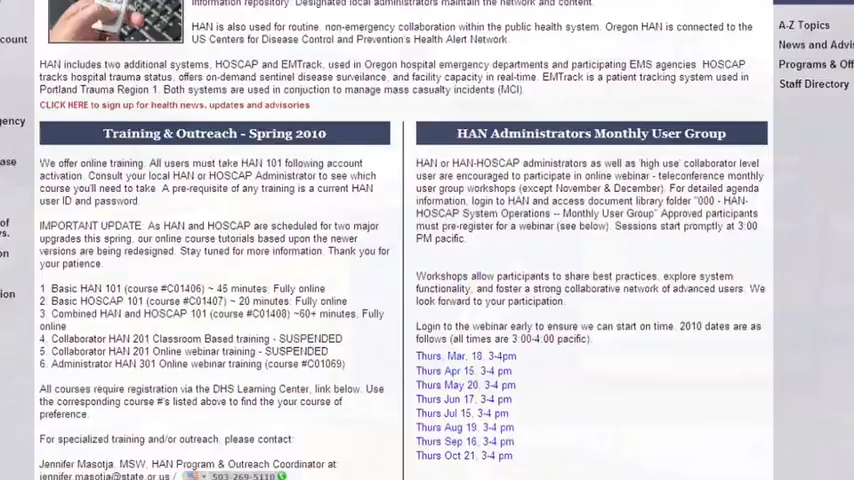 information repository. Designated local administrators maintain the network and content.
HAN is also used for routine, non-emergency collaboration within the public health system. Oregon HAN is connected to the
US Centers for Disease Control and Prevention's Health Alert Network.
HAN includes two additional systems, HOSCAP and EMTrack, used in Oregon hospital emergency departments and participating EMS agencies. HOSCAP
tracks hospital trauma status, offers on-demand sentinel disease surveilance, and facility capacity in real-time. EMTrack is a patient tracking system used in
Portland Trauma Region 1. Both systems are used in conjuction to manage mass casualty incidents (MCI).
CLICK HERE to sign up for health news, updates and advisories
Training & Outreach - Spring 2010
We offer online training. All users must take HAN 101 following account
activation. Consult your local HAN or HOSCAP Administrator to see which
course you'll need to take. A pre-requisite of any training is a current HAN
user ID and password.
IMPORTANT UPDATE: As HAN and HOSCAP are scheduled for two major
upgrades this spring, our online course tutorials based upon the newer
versions are being redesigned. Stay tuned for more information. Thank you for
your patience.
1. Basic HAN 101 (course #C01406) ~ 45 minutes; Fully online
2. Basic HOSCAP 101 (course #C01407) ~ 20 minutes; Fully online
3. Combined HAN and HOSCAP 101 (course #C01408) ~60+ minutes, Fully
online
4. Collaborator HAN 201 Classroom Based training - SUSPENDED
5. Collaborator HAN 201 Online webinar training - SUSPENDED
6. Administrator HAN 301 Online webinar training (course #C01069)
All courses require registration via the DHS Learning Center, link below. Use
the corresponding course #'s listed above to find the your course of
preference.
For specialized training and/or outreach, please contact:
Jennifer Masotja, MSW, HAN Program & Outreach Coordinator at:
jennifer.masotja@state.or.us / 503-269-5110
HAN Administrators Monthly User Group
HAN or HAN-HOSCAP administrators as well as 'high use' collaborator level
user are encouraged to participate in online webinar - teleconference monthly
user group workshops (except November & December). For detailed agenda
information, login to HAN and access document library folder "000 - HAN-
HOSCAP System Operations -- Monthly User Group" Approved participants
must pre-register for a webinar (see below). Sessions start promptly at 3:00
PM pacific.
Workshops allow participants to share best practices, explore system
functionality, and foster a strong collaborative network of advanced users. We
look forward to your participation.
Login to the webinar early to ensure we can start on time. 2010 dates are as
follows (all times are 3:00-4:00 pacific).
Thurs, Mar, 18, 3-4pm
Thurs Apr 15, 3-4 pm
Thurs May 20, 3-4 pm
Thurs Jun 17, 3-4 pm
Thurs Jul 15, 3-4 pm
Thurs Aug 19, 3-4 pm
Thurs Sep 16, 3-4 pm
Thurs Oct 21, 3-4 pm
A-Z Topics
News and Advis
Programs & Off
Staff Directory